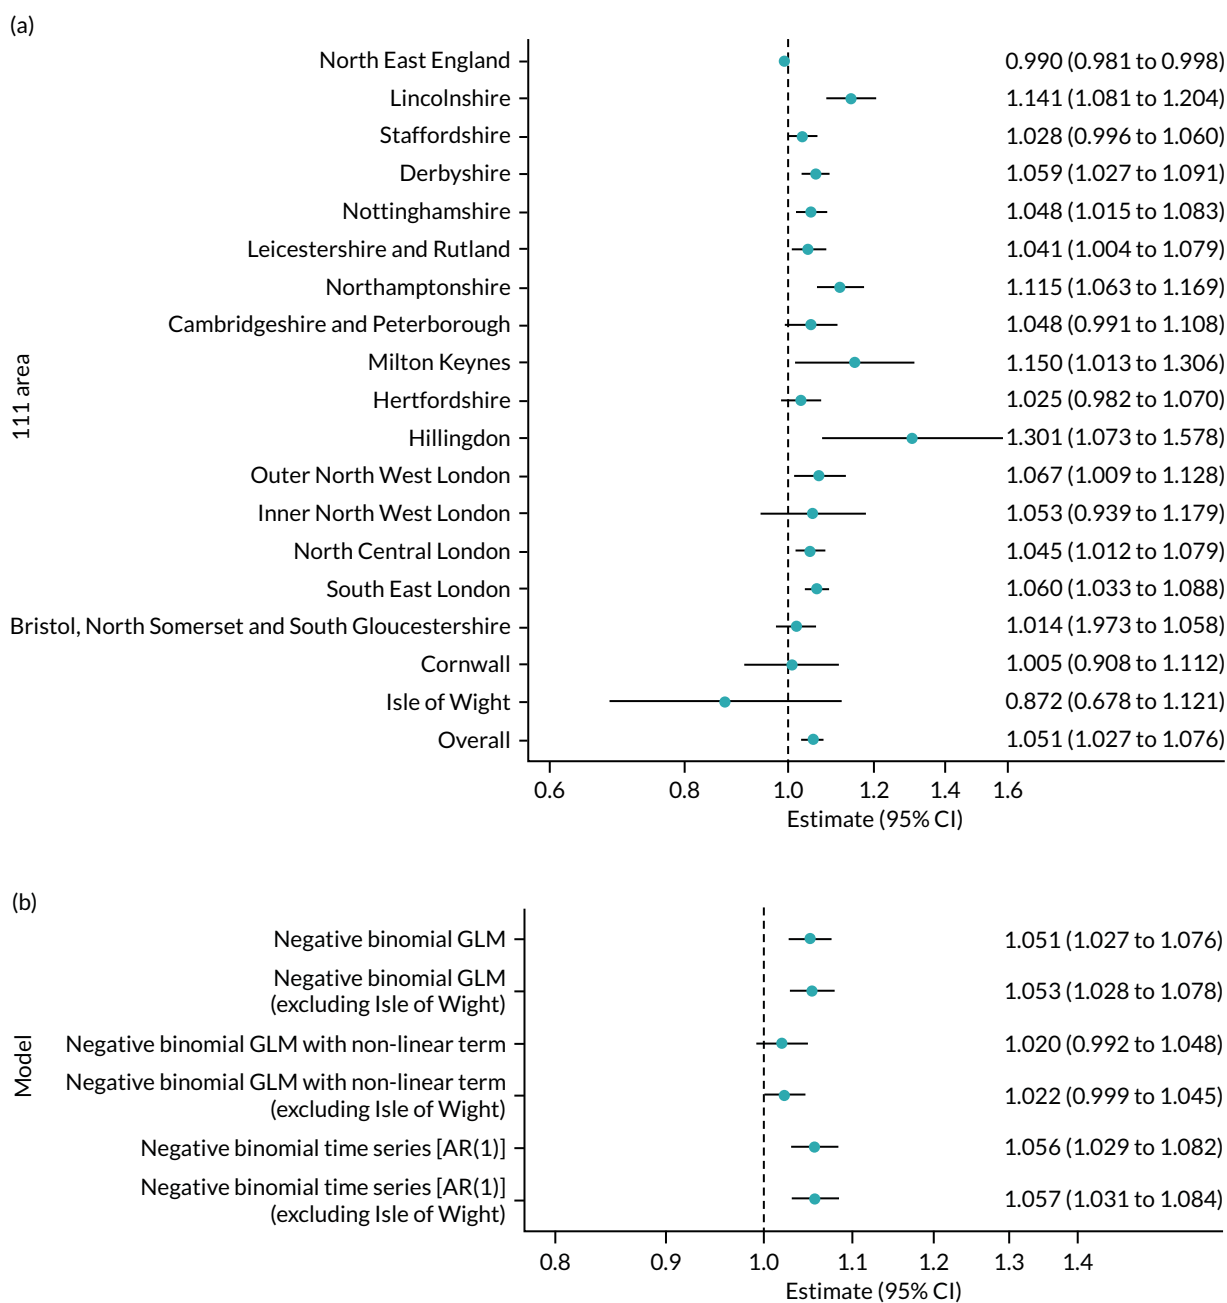 (a)
North East England 0.990 (0.981 to 0.998)
Lincolnshire 1.141 (1.081 to 1.204)
Staffordshire 1.028 (0.996 to 1.060)
Derbyshire 1.059 (1.027 to 1.091)
Nottinghamshire 1.048 (1.015 to 1.083)
Leicestershire and Rutland 1.041 (1.004 to 1.079)
Northamptonshire 1.115 (1.063 to 1.169)
Cambridgeshire and Peterborough 1.048 (0.991 to 1.108)
Milton Keynes 1.150 (1.013 to 1.306)
Hertfordshire 1.025 (0.982 to 1.070)
Hillingdon 1.301 (1.073 to 1.578)
Outer North West London 1.067 (1.009 to 1.128)
Inner North West London 1.053 (0.939 to 1.179)
North Central London 1.045 (1.012 to 1.079)
South East London 1.060 (1.033 to 1.088)
Bristol, North Somerset and South Gloucestershire 1.014 (1.973 to 1.058)
Cornwall 1.005 (0.908 to 1.112)
Isle of Wight 0.872 (0.678 to 1.121)
Overall 1.051 (1.027 to 1.076)
111 area
0.6 0.8 1.0 1.2 1.4 1.6
Estimate (95% CI)
(b)
Negative binomial GLM 1.051 (1.027 to 1.076)
Negative binomial GLM
(excluding Isle of Wight) 1.053 (1.028 to 1.078)
Negative binomial GLM with non-linear term 1.020 (0.992 to 1.048)
Negative binomial GLM with non-linear term
(excluding Isle of Wight) 1.022 (0.999 to 1.045)
Negative binomial time series [AR(1)] 1.056 (1.029 to 1.082)
Negative binomial time series [AR(1)]
(excluding Isle of Wight) 1.057 (1.031 to 1.084)
Model
0.8 0.9 1.0 1.1 1.2 1.3 1.4
Estimate (95% CI)